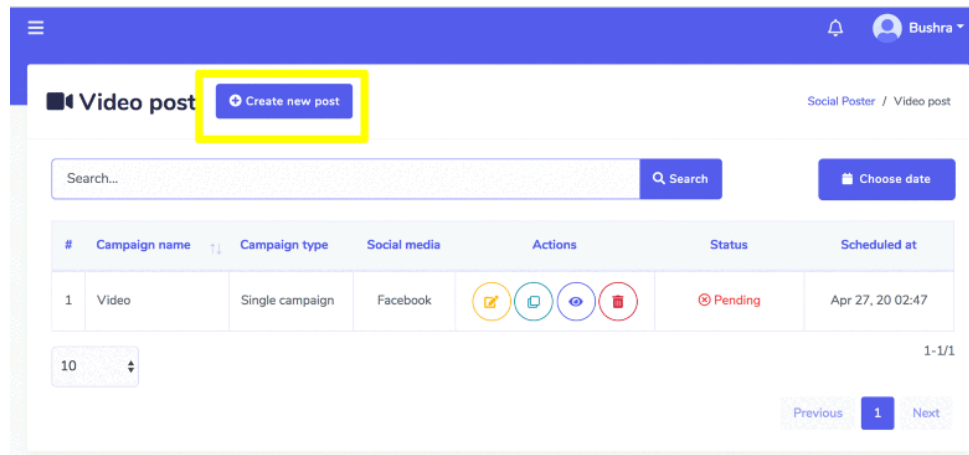 Bushra
Video post
Create new post
Social Poster / Video post
Search...
Search
Choose date
# Campaign name Campaign type Social media Actions Status Scheduled at
1 Video Single campaign Facebook Pending Apr 27, 20 02:47
10
1-1/1
Previous 1 Next